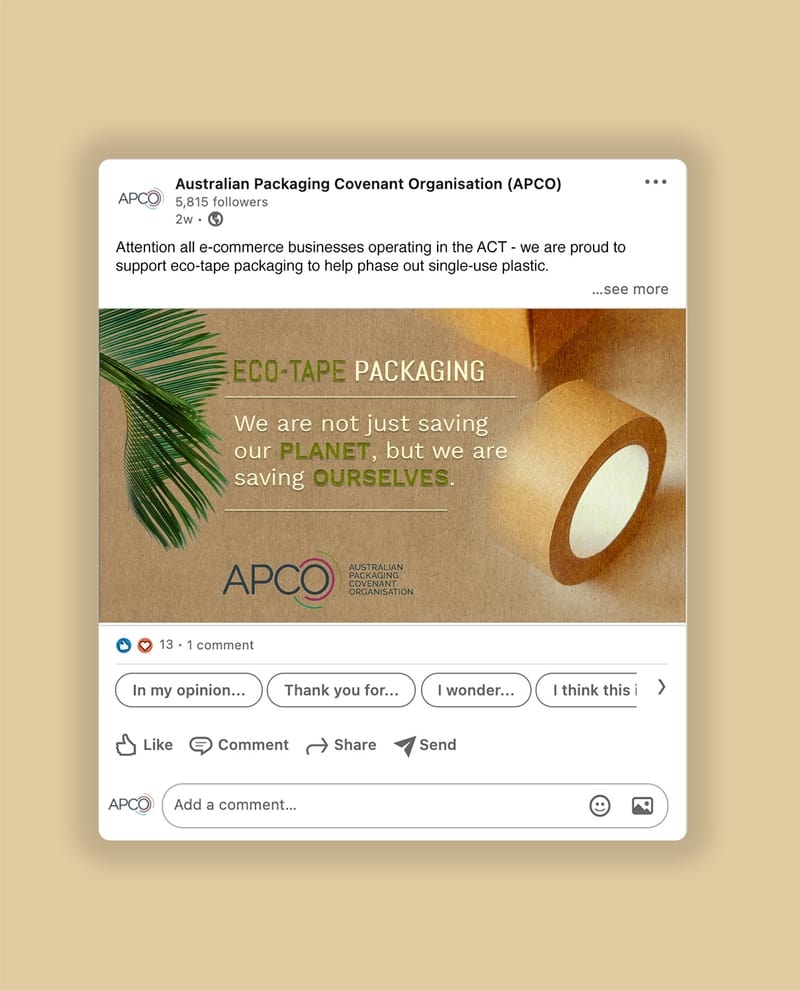 APCO
Australian Packaging Covenant Organisation (APCO)
5,815 followers
2w •
Attention all e-commerce businesses operating in the ACT - we are proud to
support eco-tape packaging to help phase out single-use plastic.
...see more
ECO-TAPE PACKAGING
We are not just saving
our PLANET, but we are
saving OURSELVES.
APCO
AUSTRALIAN
PACKAGING
COVENANT
ORGANISATION
13 • 1 comment
In my opinion... Thank you for... I wonder... I think this i
Like Comment Share Send
APCO Add a comment...